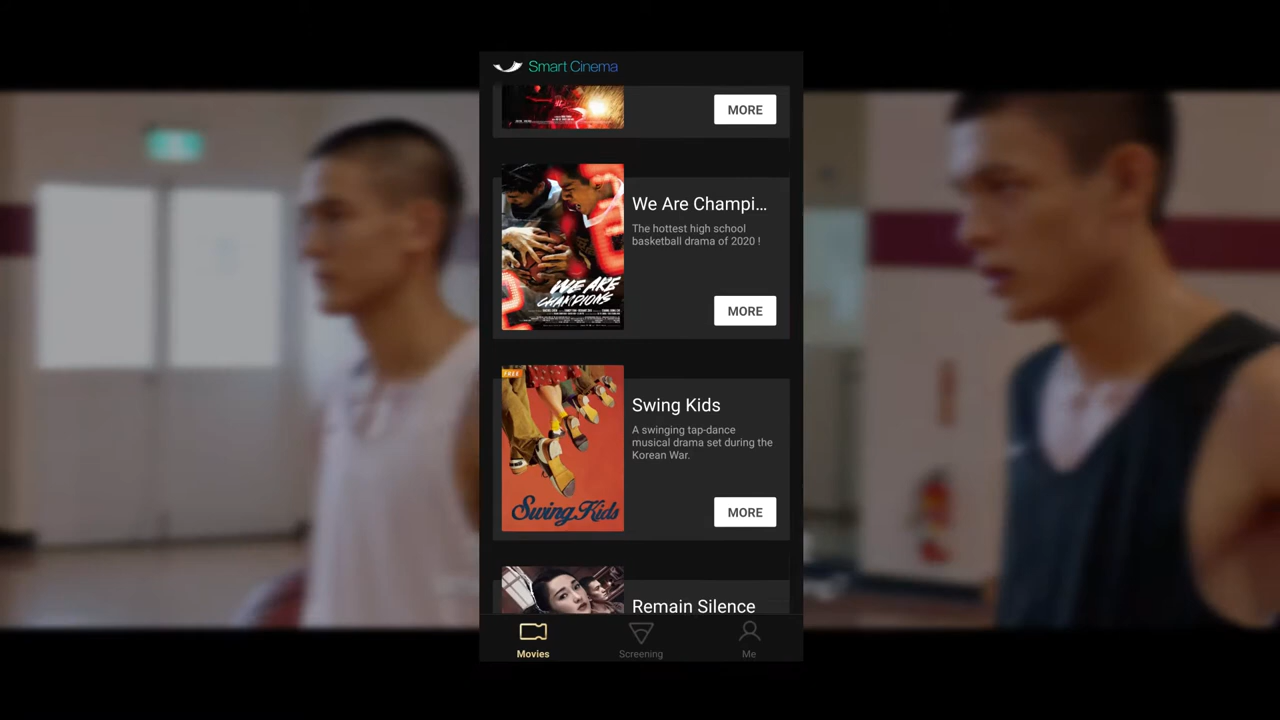 Smart Cinema
MORE
We Are Champi...
The hottest high school
basketball drama of 2020 !
WE ARE
CHAMPIONS
MORE
FREE
Swing Kids
A swinging tap-dance
musical drama set during the
Korean War.
Swing Kids
MORE
Remain Silence
Movies
Screening
Me